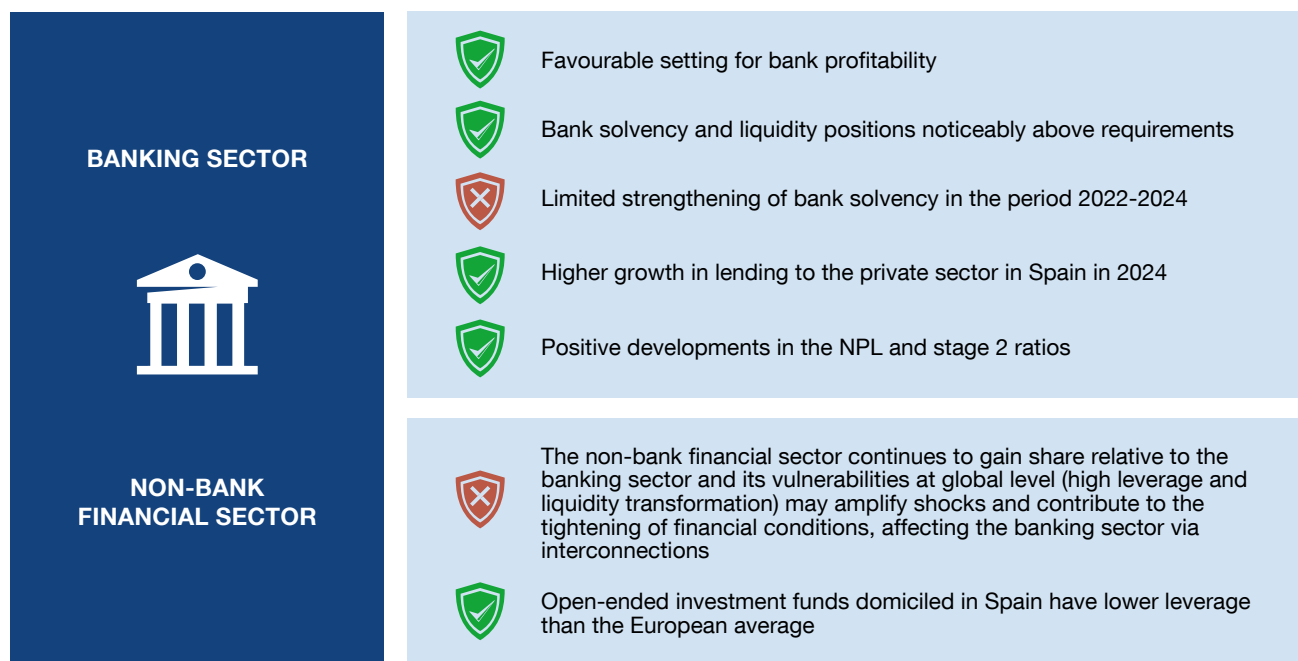 BANKING SECTOR
Favourable setting for bank profitability
Bank solvency and liquidity positions noticeably above requirements
Limited strengthening of bank solvency in the period 2022-2024
Higher growth in lending to the private sector in Spain in 2024
Positive developments in the NPL and stage 2 ratios
NON-BANK
FINANCIAL SECTOR
The non-bank financial sector continues to gain share relative to the
banking sector and its vulnerabilities at global level (high leverage and
liquidity transformation) may amplify shocks and contribute to the
tightening of financial conditions, affecting the banking sector via
interconnections
Open-ended investment funds domiciled in Spain have lower leverage
than the European average